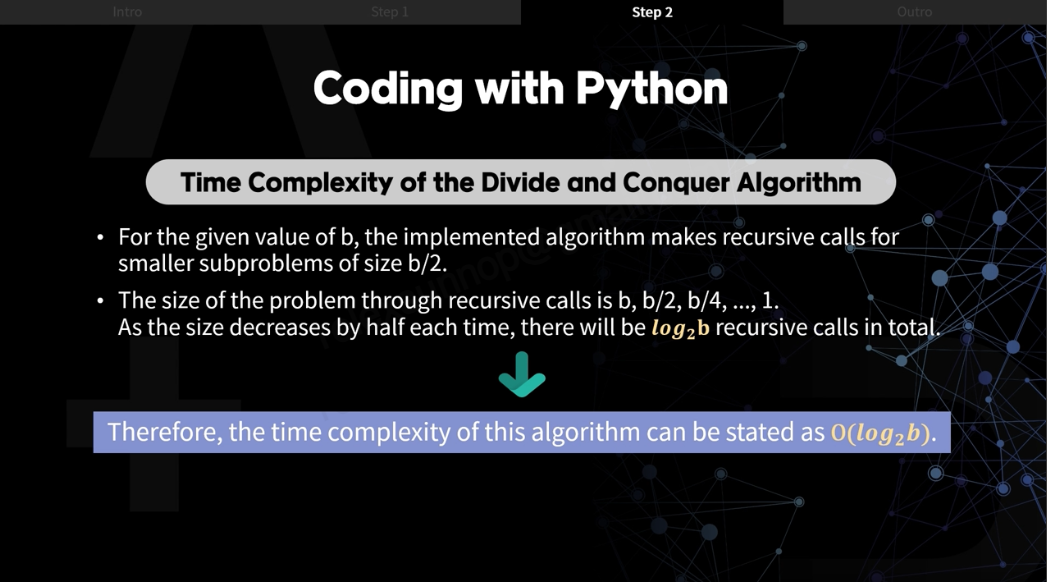 Intro
Step 1
Step 2
Outro
Coding with Python
Time Complexity of the Divide and Conquer Algorithm
• For the given value of b, the implemented algorithm makes recursive calls for
smaller subproblems of size b/2.
• The size of the problem through recursive calls is b, b/2, b/4, ..., 1.
As the size decreases by half each time, there will be log₂b recursive calls in total.
Therefore, the time complexity of this algorithm can be stated as O(log₂b).